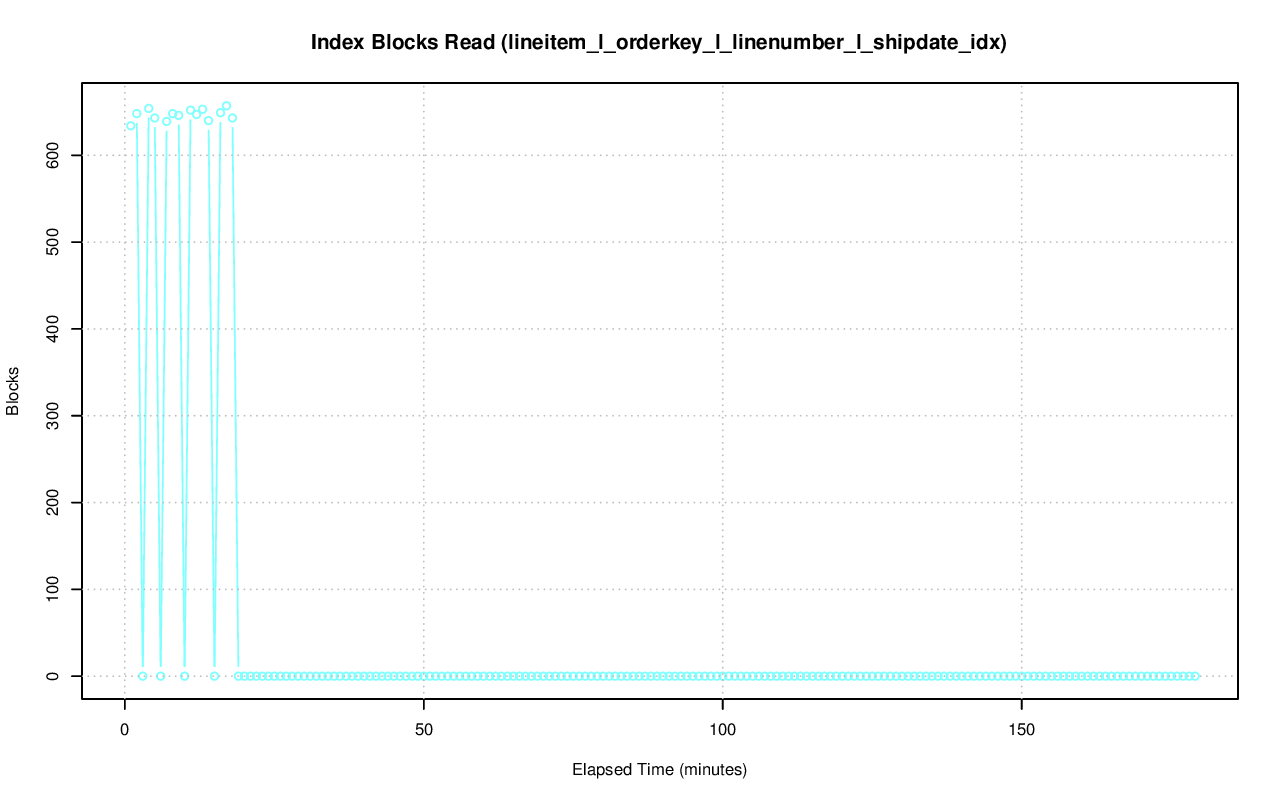 Index Blocks Read (lineitem_l_orderkey_l_linenumber_l_shipdate_idx)
Blocks
600
500
400
300
200
100
0
0 50 100 150
Elapsed Time (minutes)